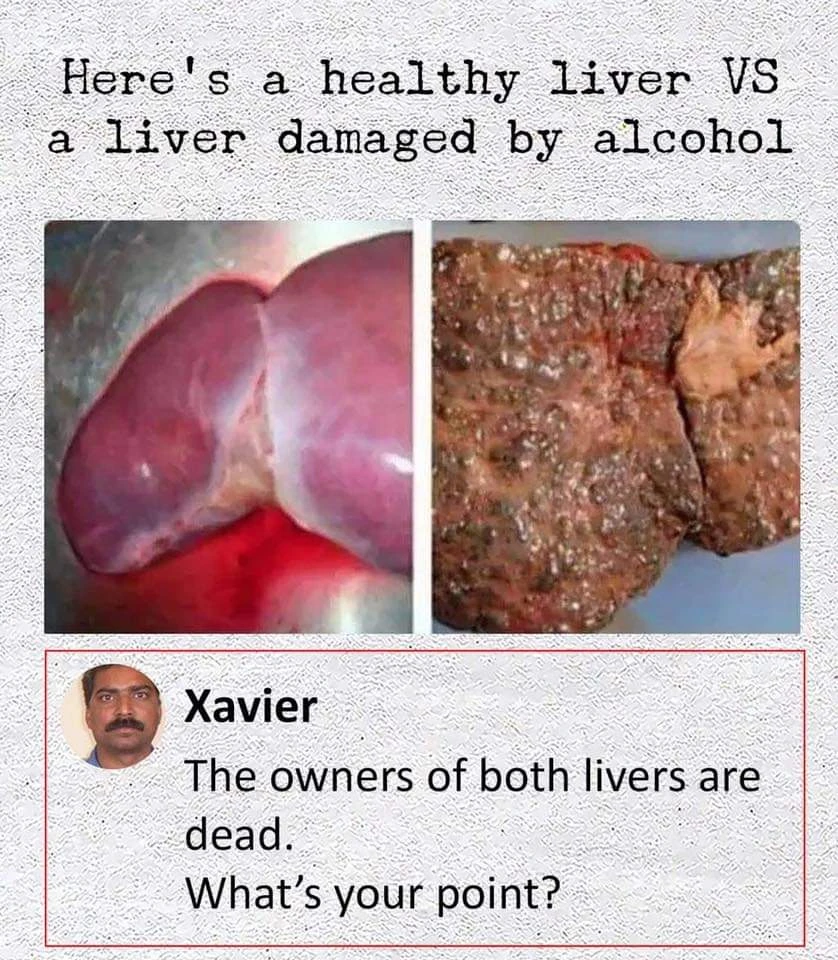 Here's a healthy liver VS
a liver damaged by alcohol
Xavier
The owners of both livers are
dead.
What's your point?